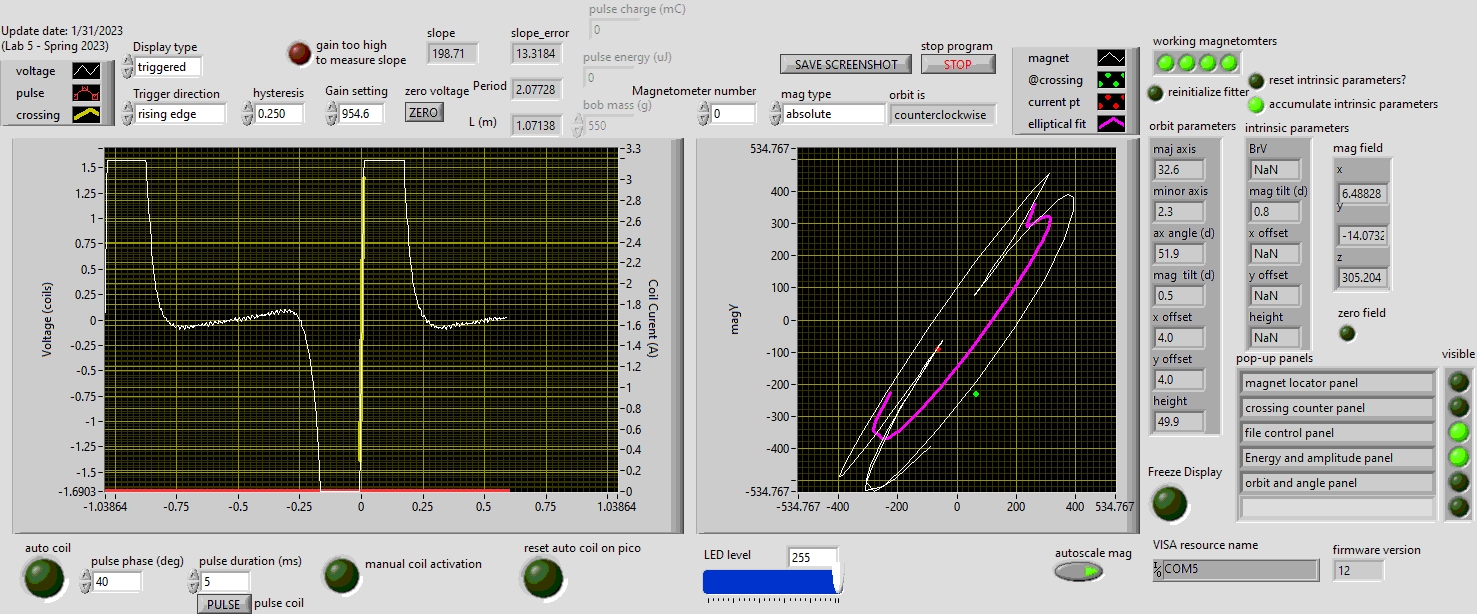 Update date: 1/31/2023
(Lab 5 - Spring 2023)
voltage
pulse
crossing
Display type
triggered
Trigger direction
rising edge
gain too high
to measure slope
hysteresis
0.250
Gain setting
954.6
zero voltage
ZERO
slope
198.71
slope_error
13.3184
Period
2.07728
L (m)
1.07138
pulse charge (mC)
0
pulse energy (uJ)
0
bob mass (g)
550
SAVE SCREENSHOT
stop program
STOP
Magnetometer number
0
mag type
absolute
orbit is
counterclockwise
magnet
@crossing
current pt
elliptical fit
working magnetomters
reinitialize fitter
reset intrinsic parameters?
accumulate intrinsic parameters
orbit parameters
maj axis
32.6
minor axis
2.3
ax angle (d)
51.9
mag tilt (d)
0.5
x offset
4.0
y offset
4.0
height
49.9
intrinsic parameters
BrV
NaN
mag tilt (d)
0.8
x offset
NaN
y offset
NaN
height
NaN
mag field
x
6.48828
y
-14.0732
z
305.204
zero field
Voltage (coils)
1.5
1.25
1
0.75
0.5
0.25
0
-0.25
-0.5
-0.75
-1
-1.25
-1.5
-1.6903
-1.03864
-0.75
-0.5
-0.25
0
0.25
0.5
0.75
1.03864
3.3
3
2.8
2.6
2.4
2.2
2
1.8
1.6
1.4
1.2
1
0.8
0.6
0.4
0.2
0
Coil Curent (A)
magy
534.767
400
300
200
100
0
-100
-200
-300
-400
-534.767
-534.767
-400
-200
0
200
400
534.767
pop-up panels
visible
magnet locator panel
crossing counter panel
file control panel
Energy and amplitude panel
orbit and angle panel
Freeze Display
auto coil
pulse phase (deg)
40
pulse duration (ms)
5
PULSE
pulse coil
manual coil activation
reset auto coil on pico
LED level
255
autoscale mag
VISA resource name
COM5
firmware version
12